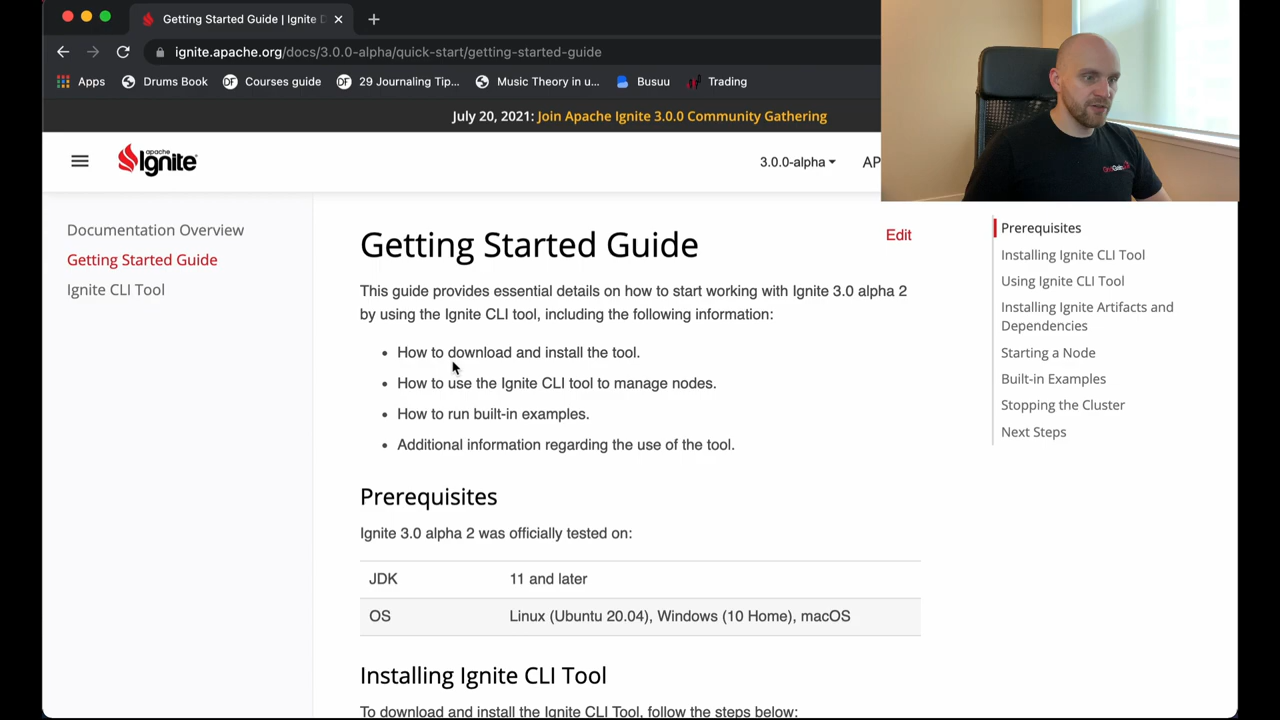 Getting Started Guide | Ignite D
ignite.apache.org/docs/3.0.0-alpha/quick-start/getting-started-guide
Apps Drums Book Courses guide 29 Journaling Tip... Music Theory in u... Busuu Trading
July 20, 2021: Join Apache Ignite 3.0.0 Community Gathering
apache
Ignite
3.0.0-alpha AP
Documentation Overview
Getting Started Guide
Ignite CLI Tool
Getting Started Guide
Edit
This guide provides essential details on how to start working with Ignite 3.0 alpha 2
by using the Ignite CLI tool, including the following information:
• How to download and install the tool.
• How to use the Ignite CLI tool to manage nodes.
• How to run built-in examples.
• Additional information regarding the use of the tool.
Prerequisites
Ignite 3.0 alpha 2 was officially tested on:
JDK 11 and later
OS Linux (Ubuntu 20.04), Windows (10 Home), macOS
Installing Ignite CLI Tool
To download and install the Ignite CLI Tool, follow the steps below:
Prerequisites
Installing Ignite CLI Tool
Using Ignite CLI Tool
Installing Ignite Artifacts and
Dependencies
Starting a Node
Built-in Examples
Stopping the Cluster
Next Steps